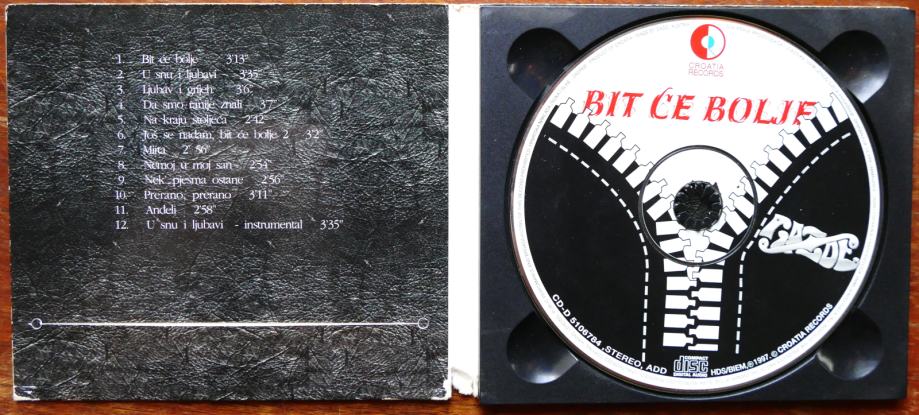 1. Bit će bolje 3'13"
2. U snu i ljubavi 3'35"
3. Ljubav i grijeh 3'6"
4. Da smo ranije znali 3'7"
5. Na kraju stoljeća 2'42"
6. Još se nadam, bit će bolje 2 3'2"
7. Mirta 2' 56"
8. Nemoj u moj san - 2'54"
9. Nek' pjesma ostane 2'56"
10. Prerano, prerano 3'11"
11. Anđeli 2'58"
12. U snu i ljubavi - instrumental 3'35"
CROATIA
RECORDS
BIT ĆE BOLJE
GAZDE
CD-D 5106784, STEREO, ADD
COMPACT
disc
DIGITAL AUDIO
HDS/BIEM, ℗ 1997. © CROATIA RECORDS